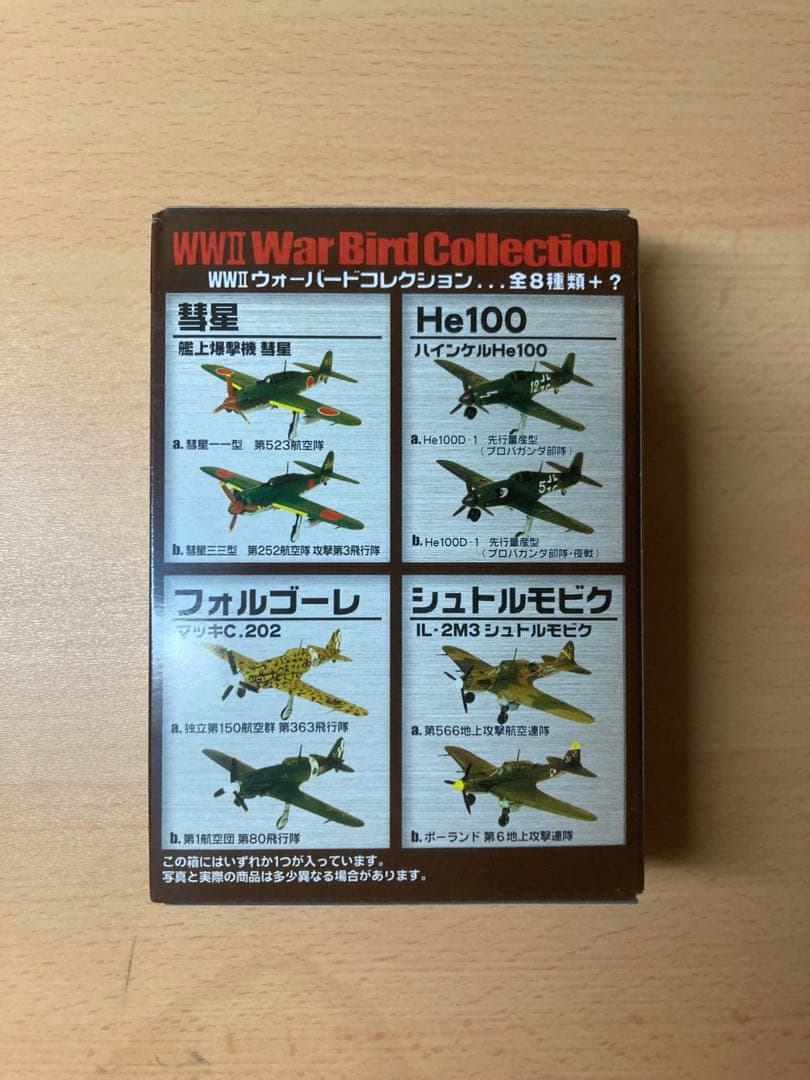 WWII War Bird Collection
WWIIウォーバードコレクション...全8種類+?
彗星
艦上爆撃機 彗星
a.彗星一一型 第523航空隊
b.彗星三三型 第252航空隊 攻撃第3飛行隊
He100
ハインケルHe100
12
a.He100D-1 先行量産型
(プロパガンダ部隊)
5
b.He100D-1 先行量産型
(プロパガンダ部隊・夜戦)
フォルゴーレ
マッキC.202
a.独立第150航空群 第363飛行隊
b.第1航空団 第80飛行隊
シュトルモビク
IL-2M3 シュトルモビク
a.第566地上攻撃航空連隊
b.ポーランド 第6地上攻撃連隊
この箱にはいずれか1つが入っています。
写真と実際の商品は多少異なる場合があります。